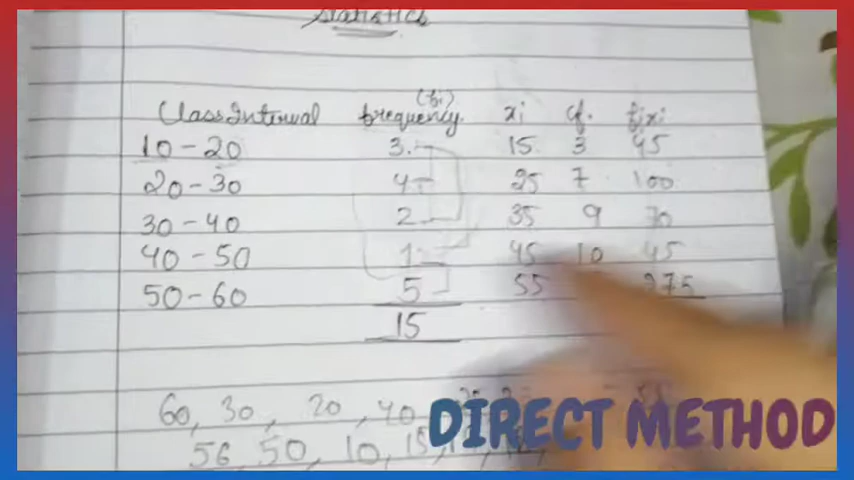 Statistics
(fi)
Class Interval frequency xi cf. fixi
10-20 3 15 3 45
20-30 4 25 7 100
30-40 2 35 9 70
40-50 1 45 10 45
50-60 5 55 275
15
60, 30, 20, 40
56, 50, 10, 15,
DIRECT METHOD